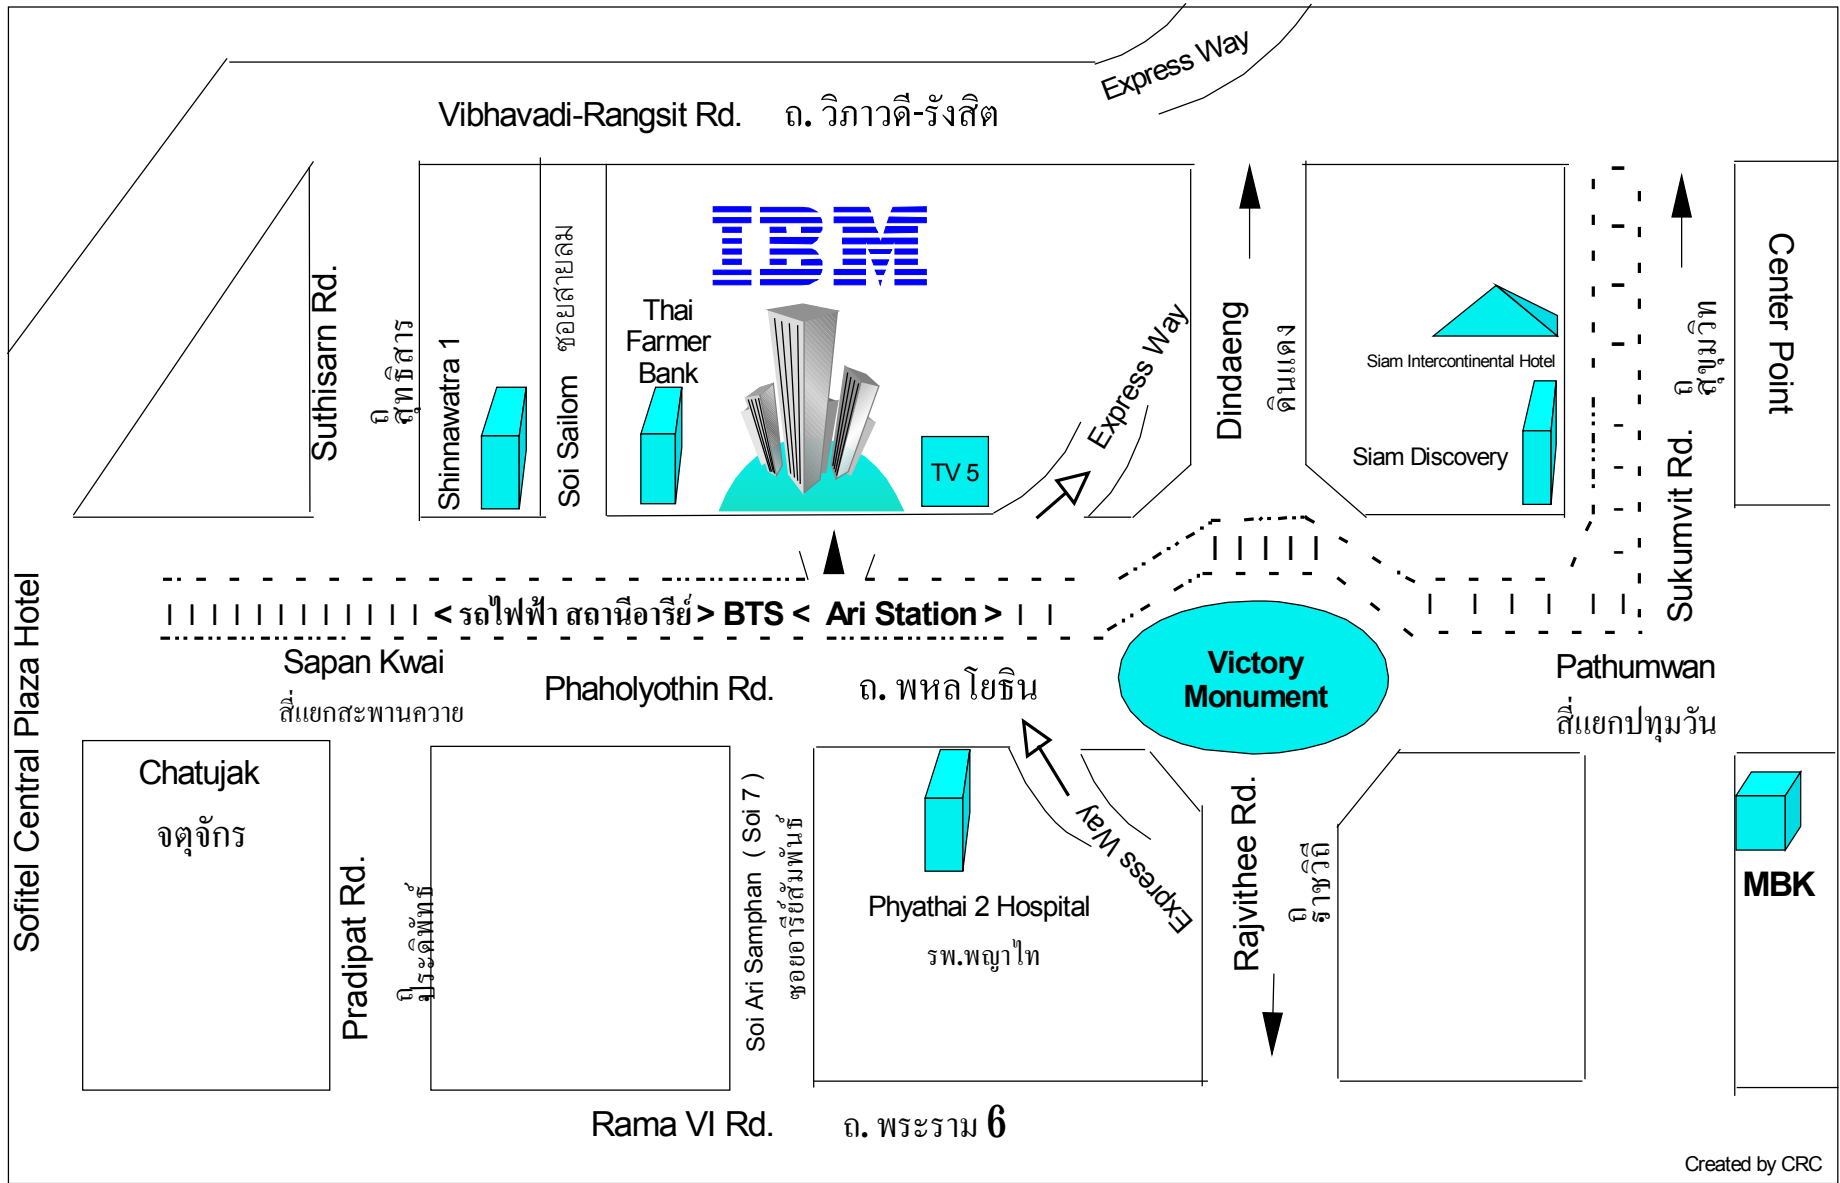 Express Way
Vibhavadi-Rangsit Rd. ถ. วิภาวดี-รังสิต
IBM
Suthisarn Rd.
ถ สุทธิสาร
Shinnawatra 1
Soi Sailom ซอยสายลม
Thai
Farmer
Bank
TV 5
Express Way
Dindaeng
ดินแดง
Siam Intercontinental Hotel
Siam Discovery
Sukumvit Rd.
ถ สุขุมวิท
Center Point
Sofitel Central Plaza Hotel
< รถไฟฟ้า สถานีอารีย์ > BTS < Ari Station >
Sapan Kwai
สี่แยกสะพานควาย
Phaholyothin Rd. ถ. พหลโยธิน
Victory
Monument
Pathumwan
สี่แยกปทุมวัน
Chatujak
จตุจักร
Pradipat Rd.
ถ ประดิพัทธ์
Soi Ari Samphan ( Soi 7 )
ซอยอารีย์สัมพันธ์
Phyathai 2 Hospital
รพ.พญาไท
Express Way
Rajvithee Rd.
ถ ราชวิถี
MBK
Rama VI Rd. ถ. พระราม 6
Created by CRC